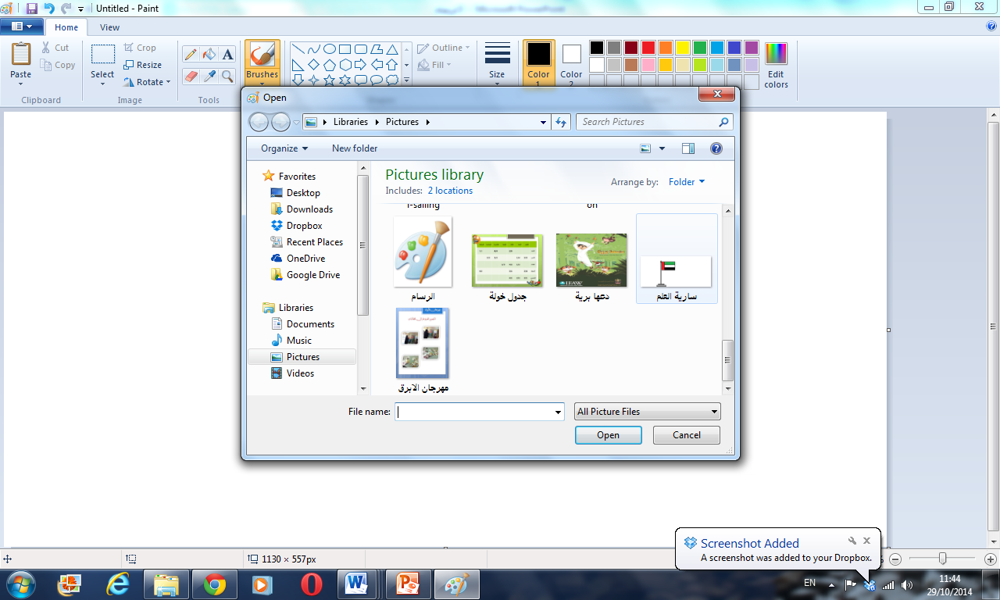 Untitled - Paint
Microsoft PowerPoint
Home
View
Paste
Cut
Copy
Clipboard
Select
Crop
Resize
Rotate
Image
Tools
Brushes
Outline
Fill
Size
Color 1
Color 2
Edit colors
Open
Libraries
Pictures
Search Pictures
Organize
New folder
Favorites
Desktop
Downloads
Dropbox
Recent Places
OneDrive
Google Drive
Libraries
Documents
Music
Pictures
Videos
Pictures library
Includes: 2 locations
Arrange by: Folder
الرسام
جدول خولة
دعها برية
سارية العلم
مهرجان الابرق
File name:
All Picture Files
Open
Cancel
1130 × 557px
Screenshot Added
A screenshot was added to your Dropbox.
EN
11:44
29/10/2014